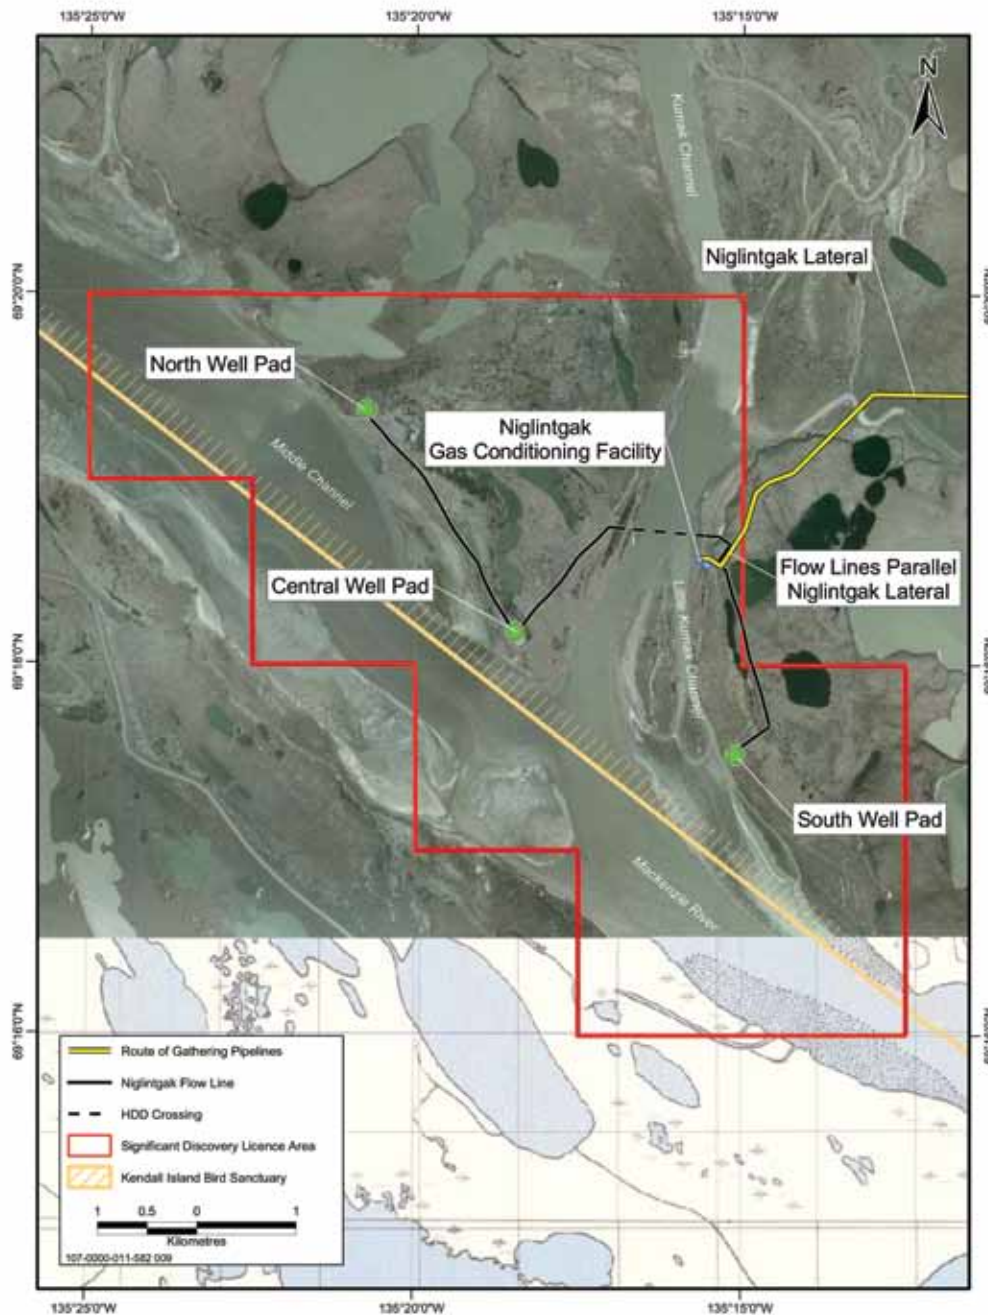 135°25'0"W 135°20'0"W 135°15'0"W
N
Kumak Channel
Niglintgak Lateral
69°20'0"N
North Well Pad
Niglintgak
Gas Conditioning Facility
Middle Channel
Central Well Pad
Flow Lines Parallel
Niglintgak Lateral
Kumak Channel
69°18'0"N
South Well Pad
Mackenzie River
69°16'0"N
Route of Gathering Pipelines
Niglintgak Flow Line
HDD Crossing
Significant Discovery Licence Area
Kendall Island Bird Sanctuary
1 0.5 0 1
Kilometres
107-0000-011-582 009
135°25'0"W 135°20'0"W 135°15'0"W